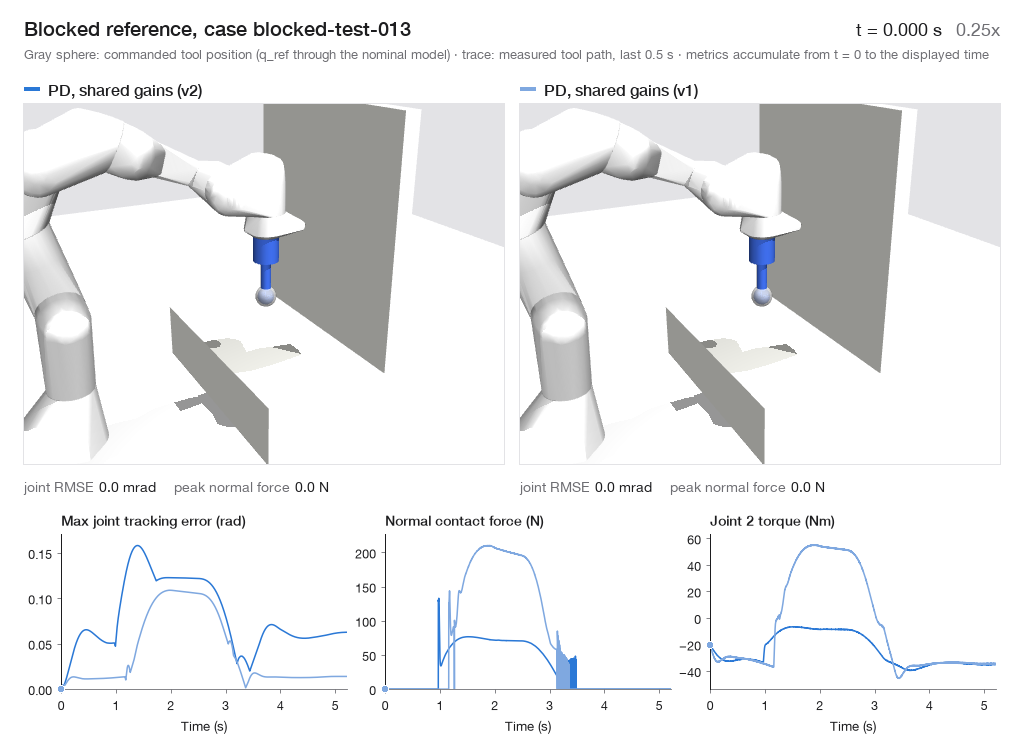 Blocked reference, case blocked-test-013
t = 0.000 s 0.25x
Gray sphere: commanded tool position (q_ref through the nominal model) · trace: measured tool path, last 0.5 s · metrics accumulate from t = 0 to the displayed time
PD, shared gains (v2)
PD, shared gains (v1)
joint RMSE 0.0 mrad peak normal force 0.0 N
joint RMSE 0.0 mrad peak normal force 0.0 N
Max joint tracking error (rad)
0.15
0.10
0.05
0.00
0 1 2 3 4 5
Time (s)
Normal contact force (N)
200
150
100
50
0
0 1 2 3 4 5
Time (s)
Joint 2 torque (Nm)
60
40
20
0
−20
−40
0 1 2 3 4 5
Time (s)